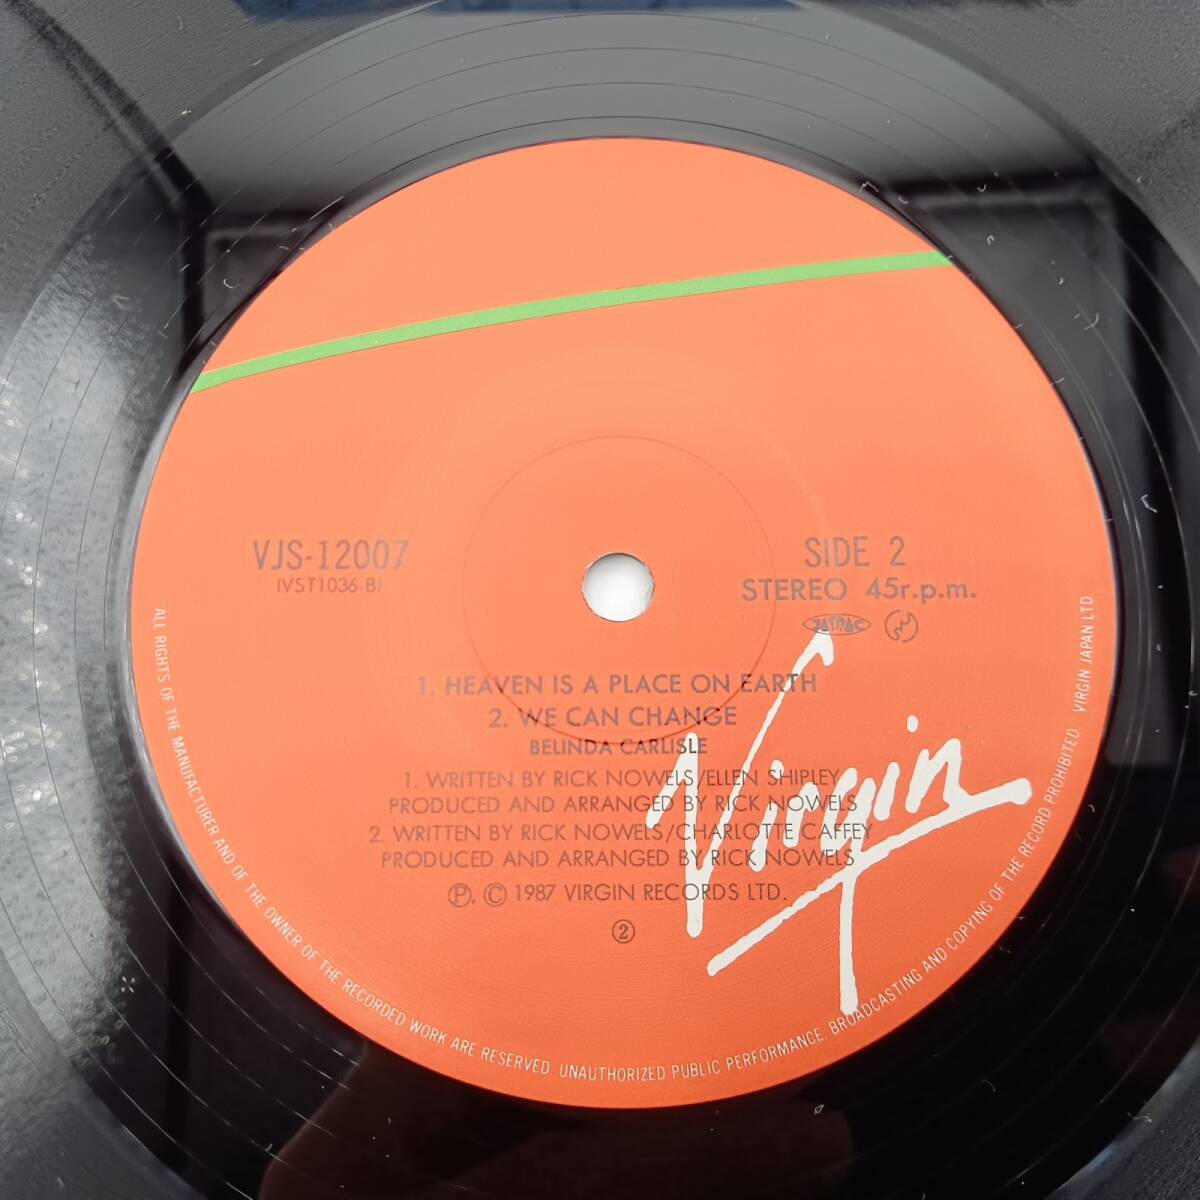 VJS-12007
(VST1036-B)
SIDE 2
STEREO 45r.p.m.
JASRAC
1. HEAVEN IS A PLACE ON EARTH
2. WE CAN CHANGE
BELINDA CARLISLE
1. WRITTEN BY RICK NOWELS/ELLEN SHIPLEY
PRODUCED AND ARRANGED BY RICK NOWELS
2. WRITTEN BY RICK NOWELS/CHARLOTTE CAFFEY
PRODUCED AND ARRANGED BY RICK NOWELS
Ⓟ, © 1987 VIRGIN RECORDS LTD.
②
Virgin
"ALL RIGHTS OF THE MANUFACTURER AND OF THE OWNER OF THE RECORDED WORK ARE RESERVED. UNAUTHORIZED PUBLIC PERFORMANCE, BROADCASTING AND COPYING OF THE RECORD PROHIBITED" VIRGIN JAPAN LTD.